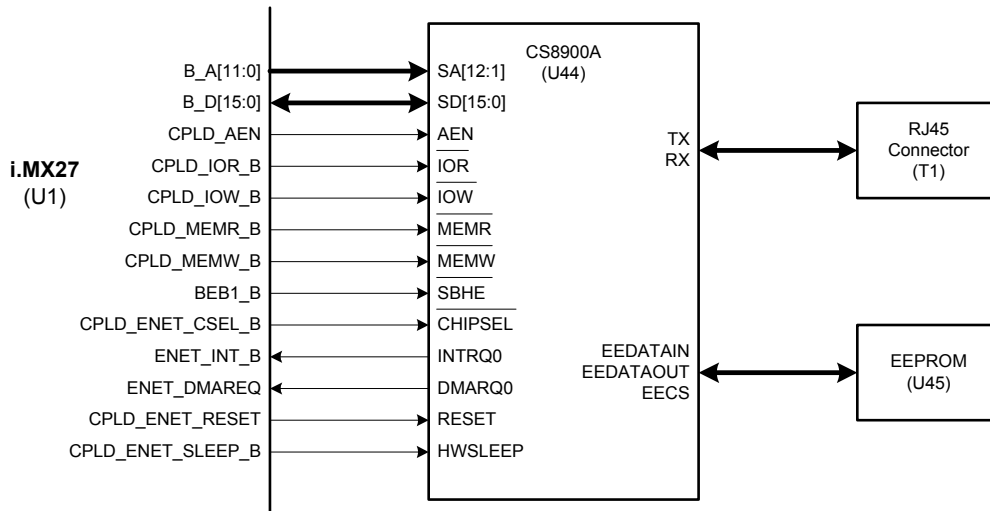 CS8900A
(U44)
B_A[11:0] SA[12:1]
B_D[15:0] SD[15:0]
CPLD_AEN AEN
CPLD_IOR_B IOR
CPLD_IOW_B IOW
CPLD_MEMR_B MEMR
CPLD_MEMW_B MEMW
BEB1_B SBHE
CPLD_ENET_CSEL_B CHIPSEL
ENET_INT_B INTRQ0
ENET_DMAREQ DMARQ0
CPLD_ENET_RESET RESET
CPLD_ENET_SLEEP_B HWSLEEP
i.MX27
(U1)
TX
RX
RJ45
Connector
(T1)
EEDATAIN
EEDATAOUT
EECS
EEPROM
(U45)